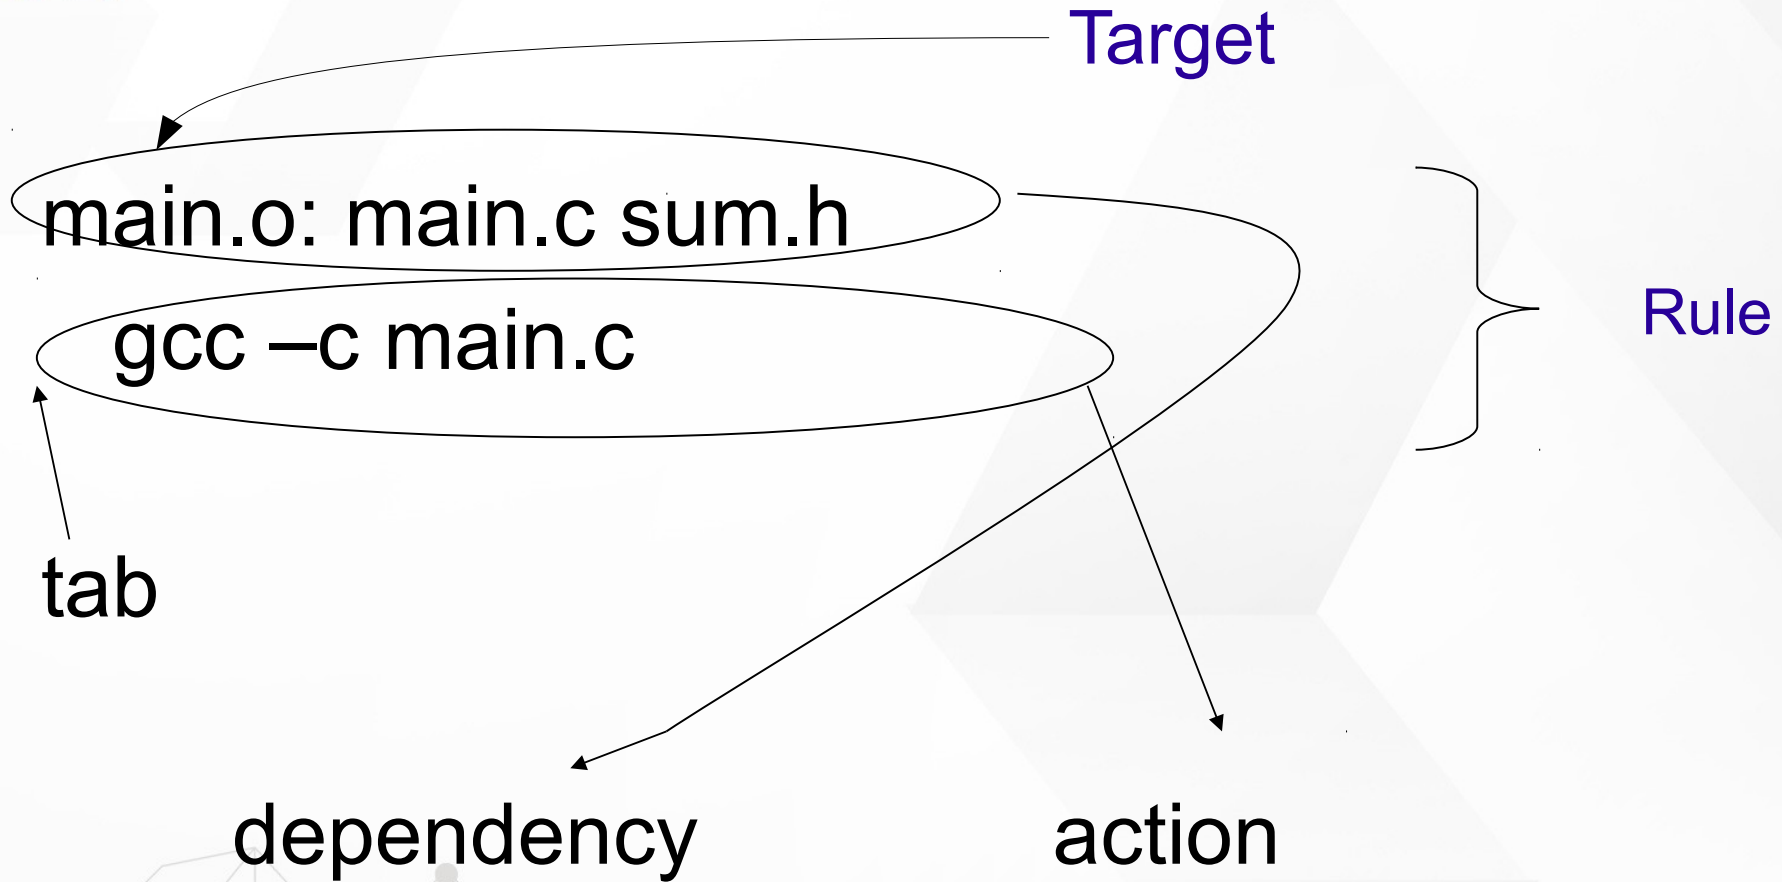 Target
main.o: main.c sum.h
gcc –c main.c
Rule
tab
dependency
action